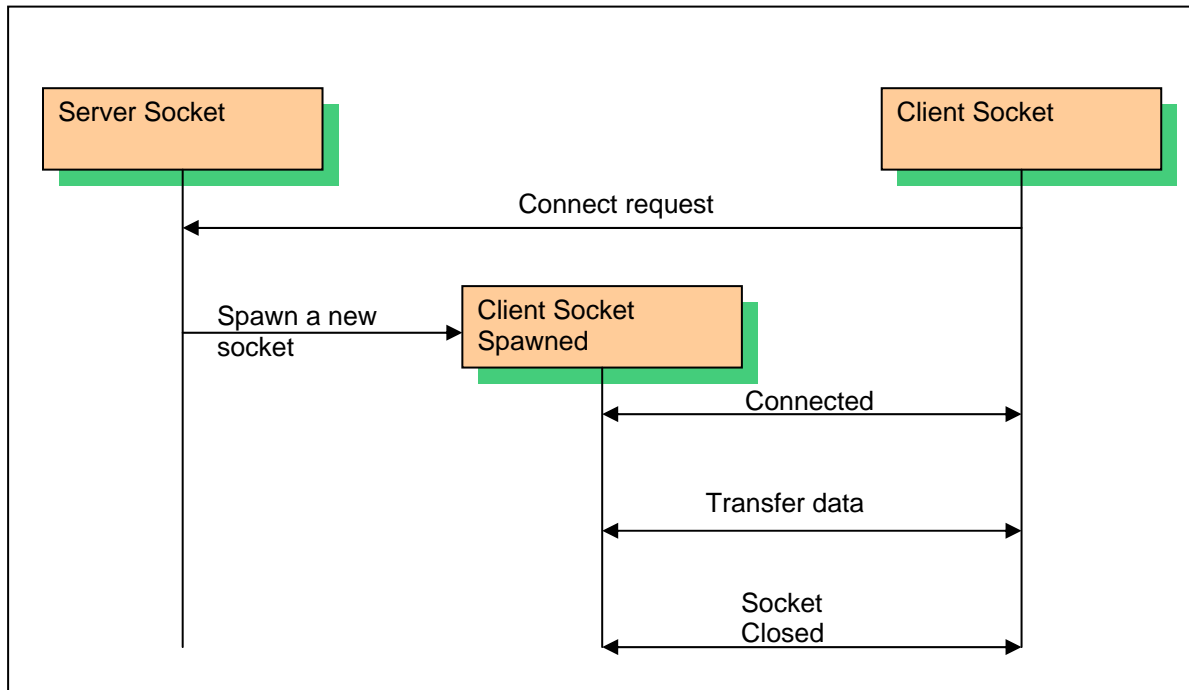 Server Socket
Client Socket
Connect request
Spawn a new
socket
Client Socket
Spawned
Connected
Transfer data
Socket
Closed